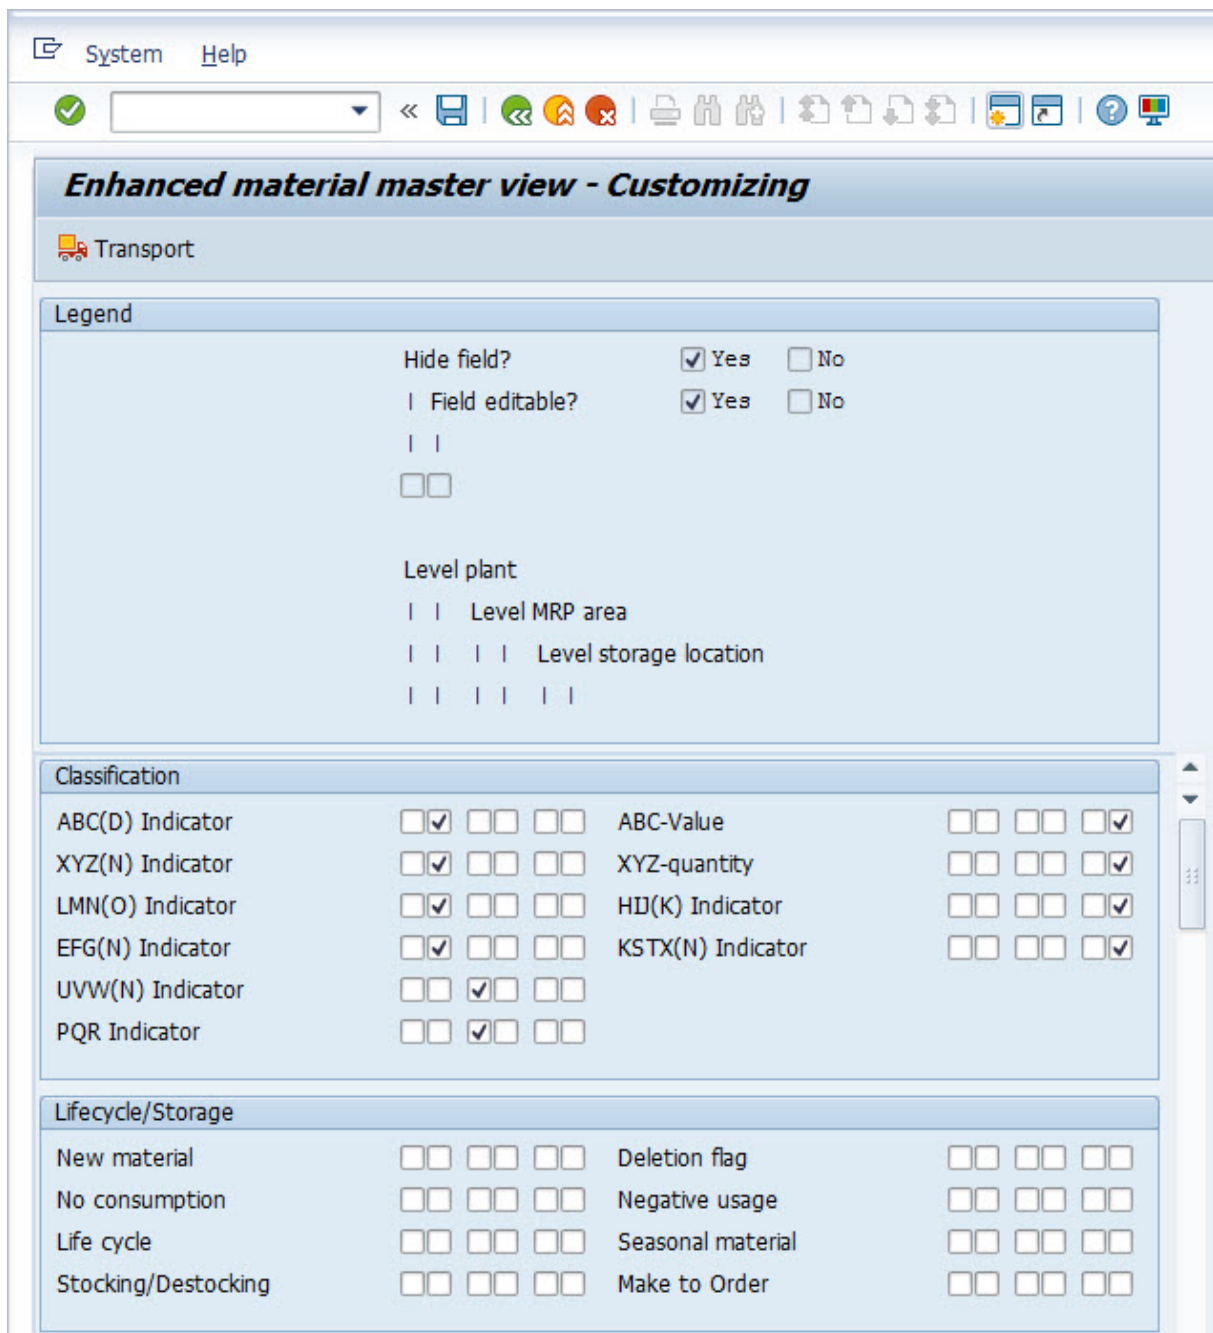 System Help
Enhanced material master view - Customizing
Transport
Legend
Hide field? Yes No
| Field editable? Yes No
| |
Level plant
| | Level MRP area
| | | | Level storage location
| | | | | |
Classification
ABC(D) Indicator ABC-Value
XYZ(N) Indicator XYZ-quantity
LMN(O) Indicator HIJ(K) Indicator
EFG(N) Indicator KSTX(N) Indicator
UVW(N) Indicator
PQR Indicator
Lifecycle/Storage
New material Deletion flag
No consumption Negative usage
Life cycle Seasonal material
Stocking/Destocking Make to Order